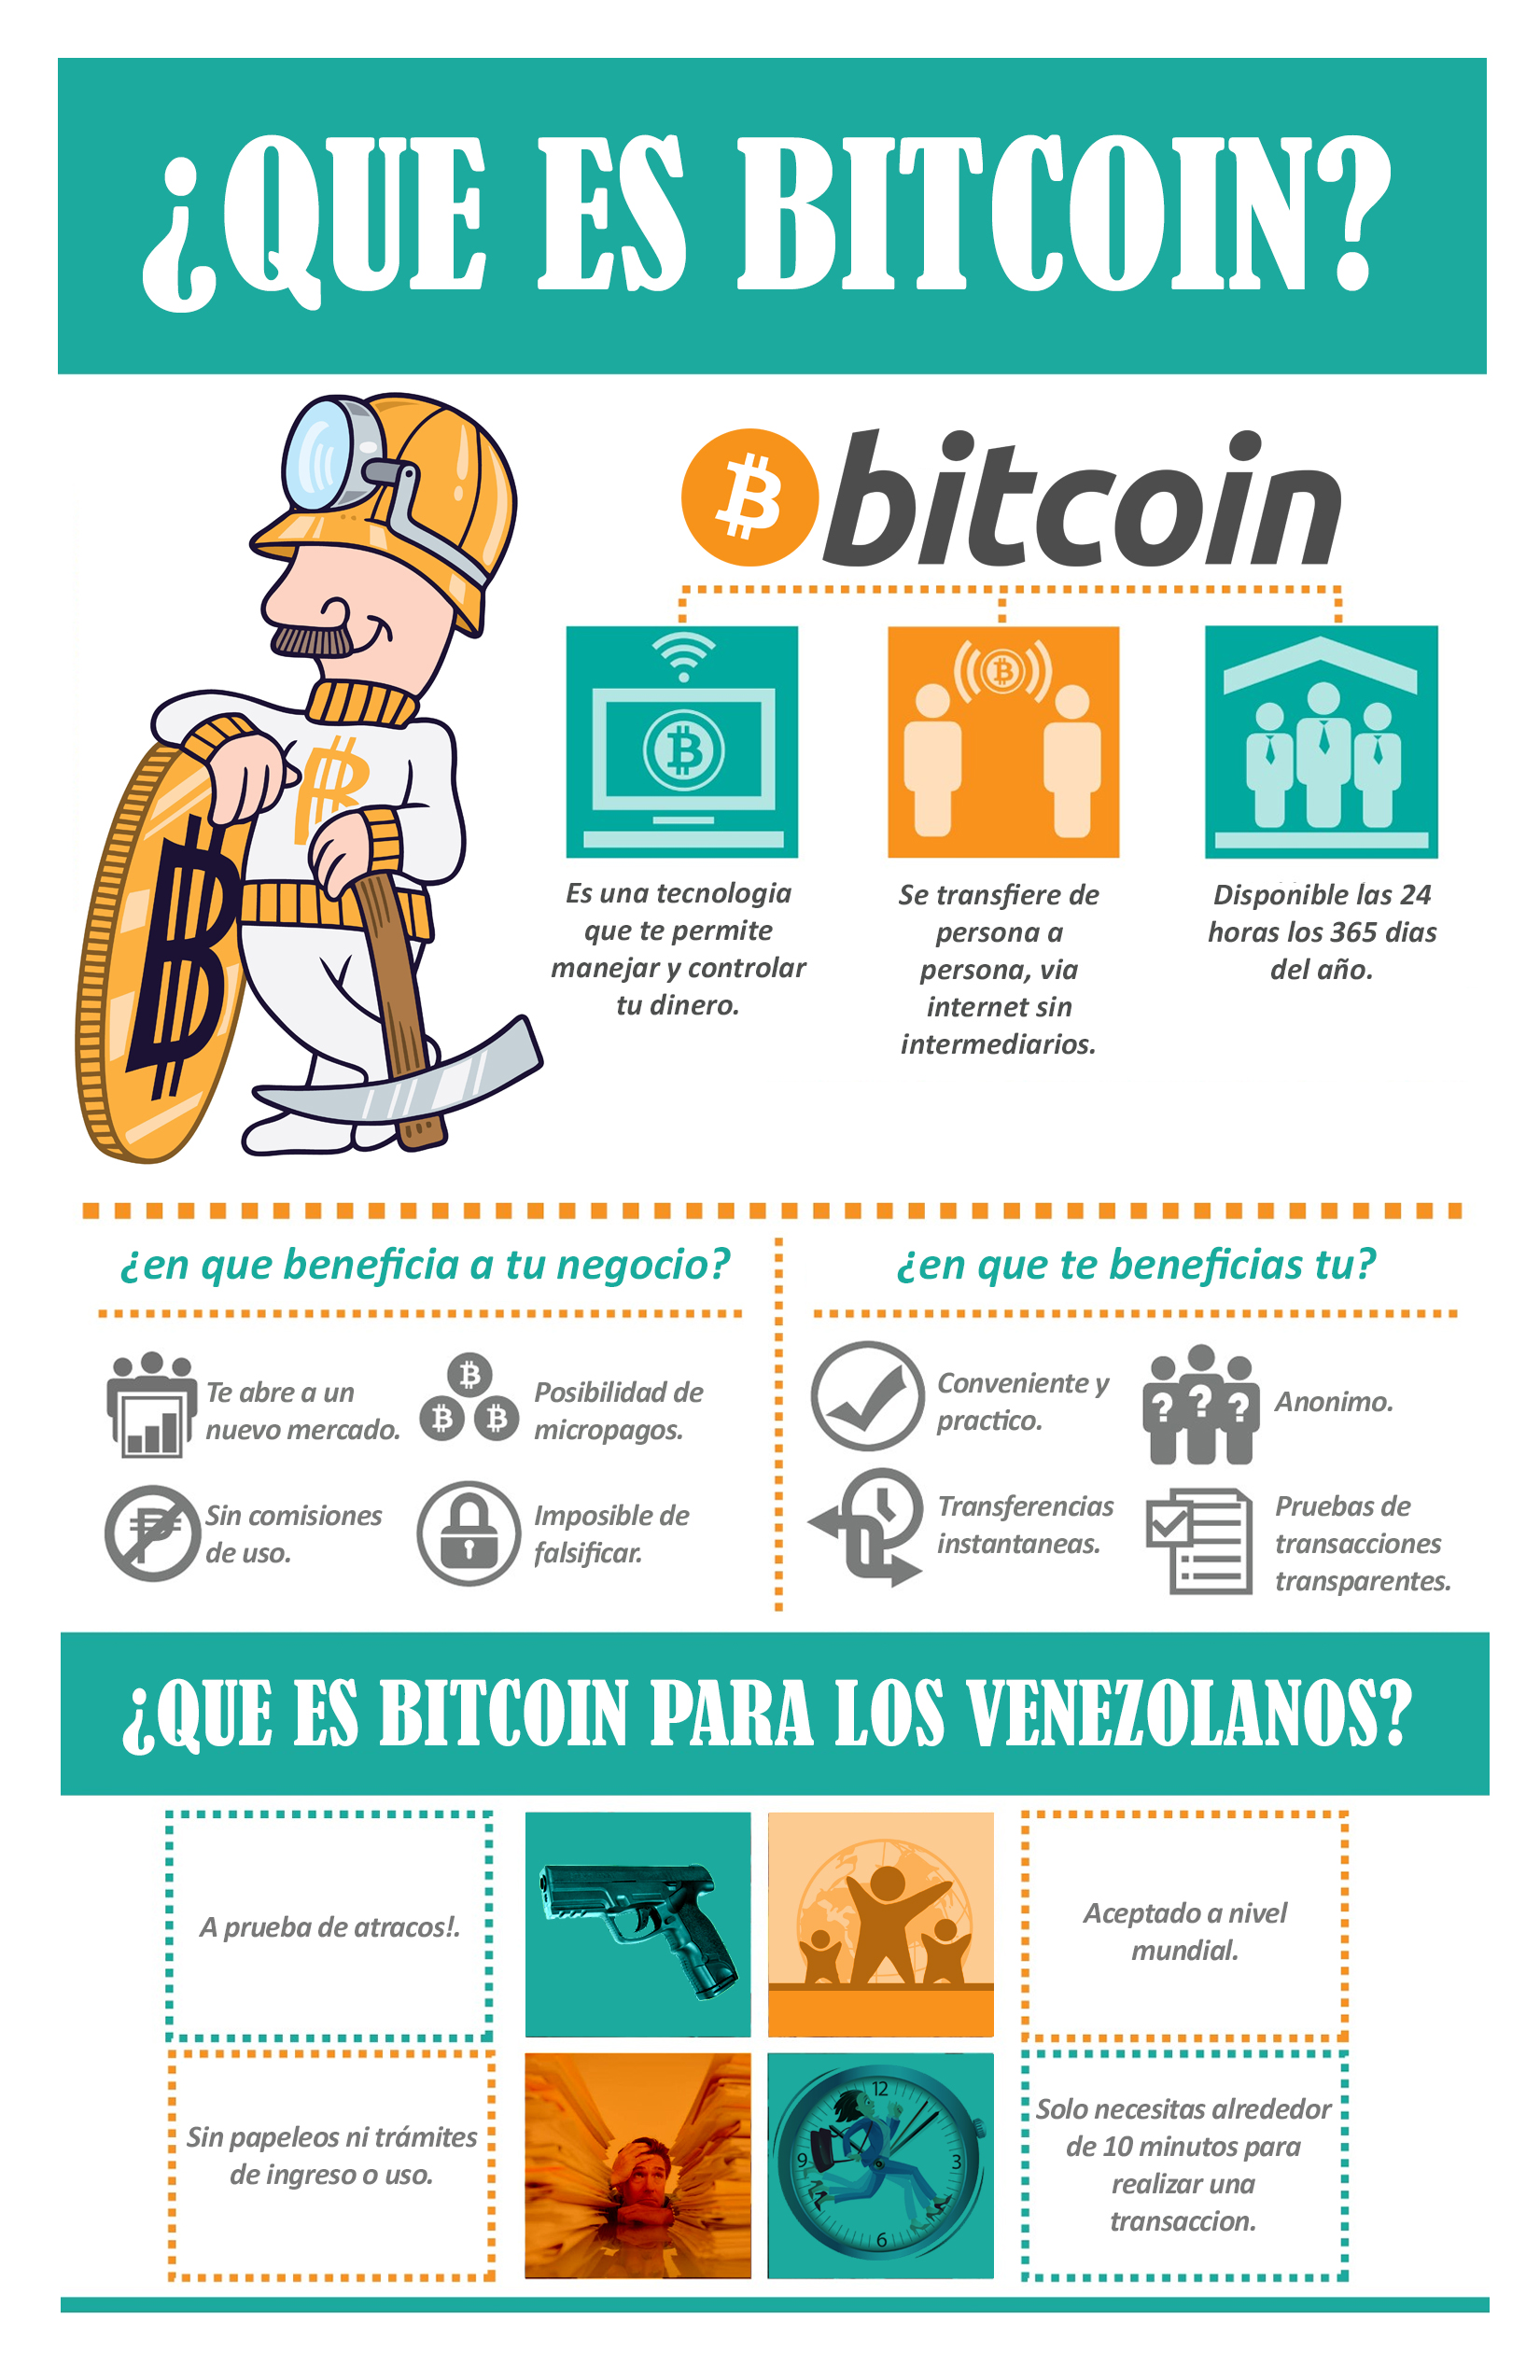 ¿QUE ES BITCOIN?
bitcoin
Es una tecnologia
que te permite
manejar y controlar
tu dinero.
Se transfiere de
persona a
persona, via
internet sin
intermediarios.
Disponible las 24
horas los 365 dias
del año.
¿en que beneficia a tu negocio?
Te abre a un
nuevo mercado.
Posibilidad de
micropagos.
Sin comisiones
de uso.
Imposible de
falsificar.
¿en que te beneficias tu?
Conveniente y
practico.
Anonimo.
Transferencias
instantaneas.
Pruebas de
transacciones
transparentes.
¿QUE ES BITCOIN PARA LOS VENEZOLANOS?
A prueba de atracos!.
Aceptado a nivel
mundial.
Sin papeleos ni trámites
de ingreso o uso.
12
9
3
6
Solo necesitas alrededor
de 10 minutos para
realizar una
transaccion.